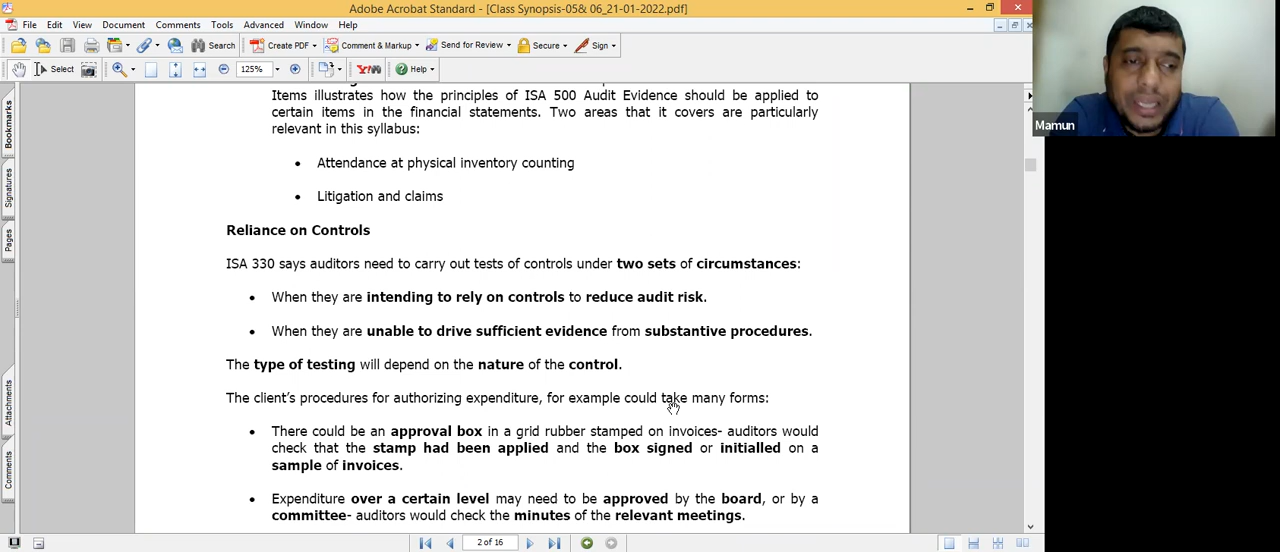 Adobe Acrobat Standard - [Class Synopsis-05& 06_21-01-2022.pdf]
File Edit View Document Comments Tools Advanced Window Help
Search Create PDF Comment & Markup Send for Review Secure Sign
Select 125% Y! Help
Bookmarks
Signatures
Pages
Attachments
Comments
Items illustrates how the principles of ISA 500 Audit Evidence should be applied to
certain items in the financial statements. Two areas that it covers are particularly
relevant in this syllabus:
• Attendance at physical inventory counting
• Litigation and claims
Reliance on Controls
ISA 330 says auditors need to carry out tests of controls under two sets of circumstances:
• When they are intending to rely on controls to reduce audit risk.
• When they are unable to drive sufficient evidence from substantive procedures.
The type of testing will depend on the nature of the control.
The client's procedures for authorizing expenditure, for example could take many forms:
• There could be an approval box in a grid rubber stamped on invoices- auditors would
check that the stamp had been applied and the box signed or initialled on a
sample of invoices.
• Expenditure over a certain level may need to be approved by the board, or by a
committee- auditors would check the minutes of the relevant meetings.
2 of 16
Mamun